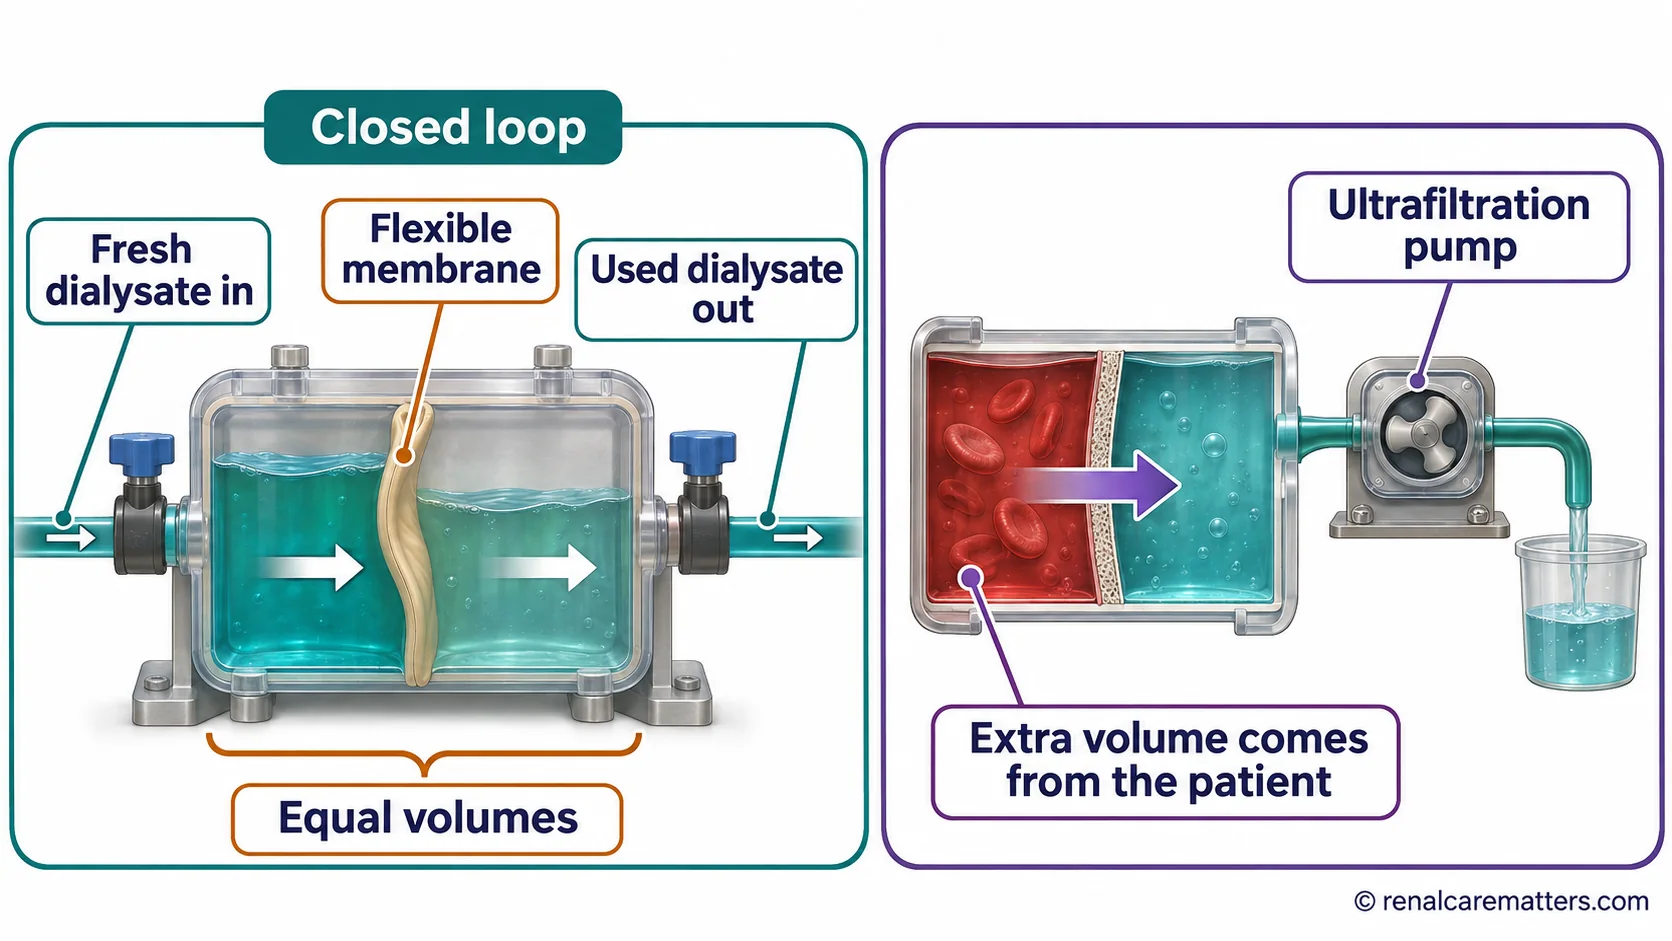 Closed loop
Fresh
dialysate in
Flexible
membrane
Used dialysate
out
Equal volumes
Ultrafiltration
pump
Extra volume comes
from the patient
© renalcarematters.com